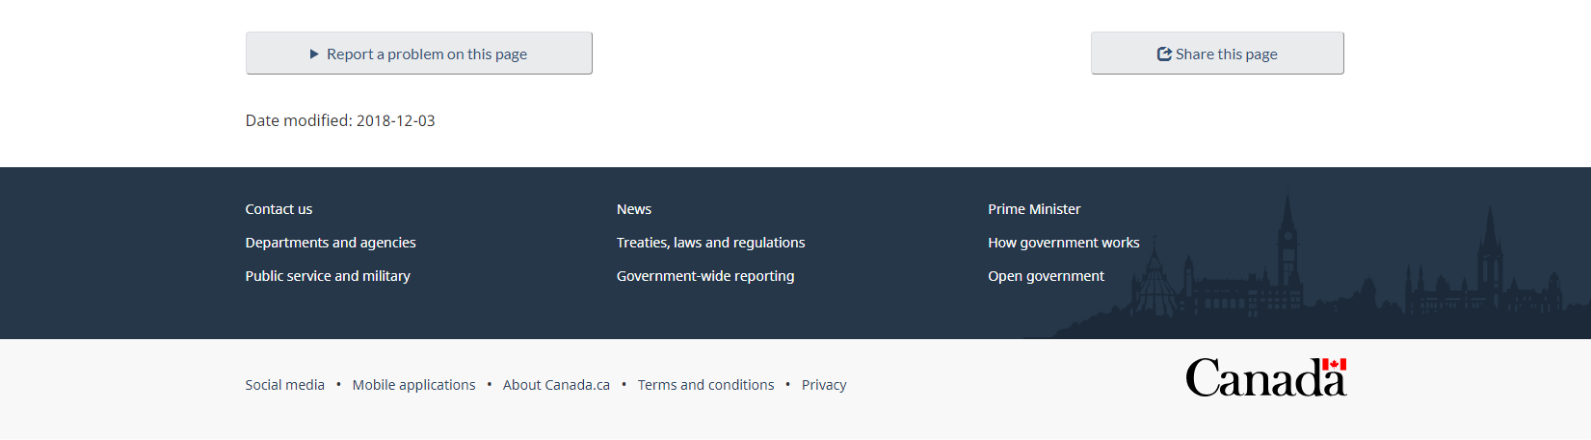 Report a problem on this page
Share this page
Date modified: 2018-12-03
Contact us
News
Prime Minister
Departments and agencies
Treaties, laws and regulations
How government works
Public service and military
Government-wide reporting
Open government
Social media • Mobile applications • About Canada.ca • Terms and conditions • Privacy
Canada